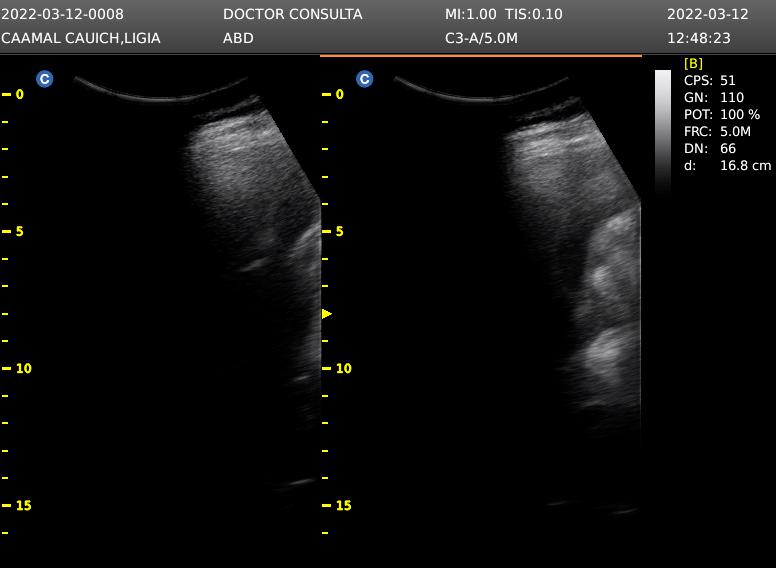 2022-03-12-0008 DOCTOR CONSULTA MI:1.00 TIS:0.10 2022-03-12
CAAMAL CAUICH,LIGIA ABD C3-A/5.0M 12:48:23
C
C
[B]
CPS: 51
GN: 110
POT: 100 %
FRC: 5.0M
DN: 66
d: 16.8 cm
0
5
10
15
0
5
10
15